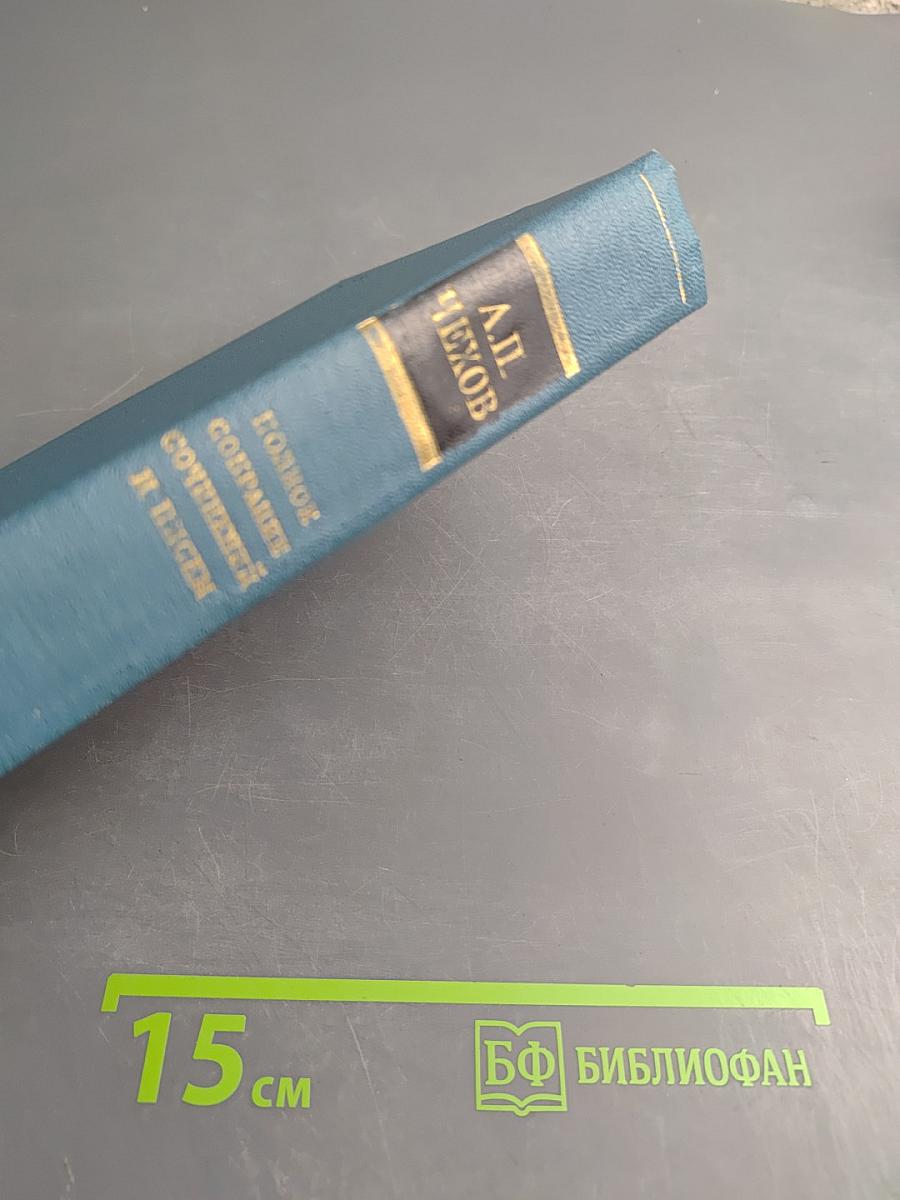 А.П.
ЧЕХОВ
ПОЛНОЕ
СОБРАНИЕ
СОЧИНЕНИЙ
И ПИСЕМ
15 см
БФ БИБЛИОФАН